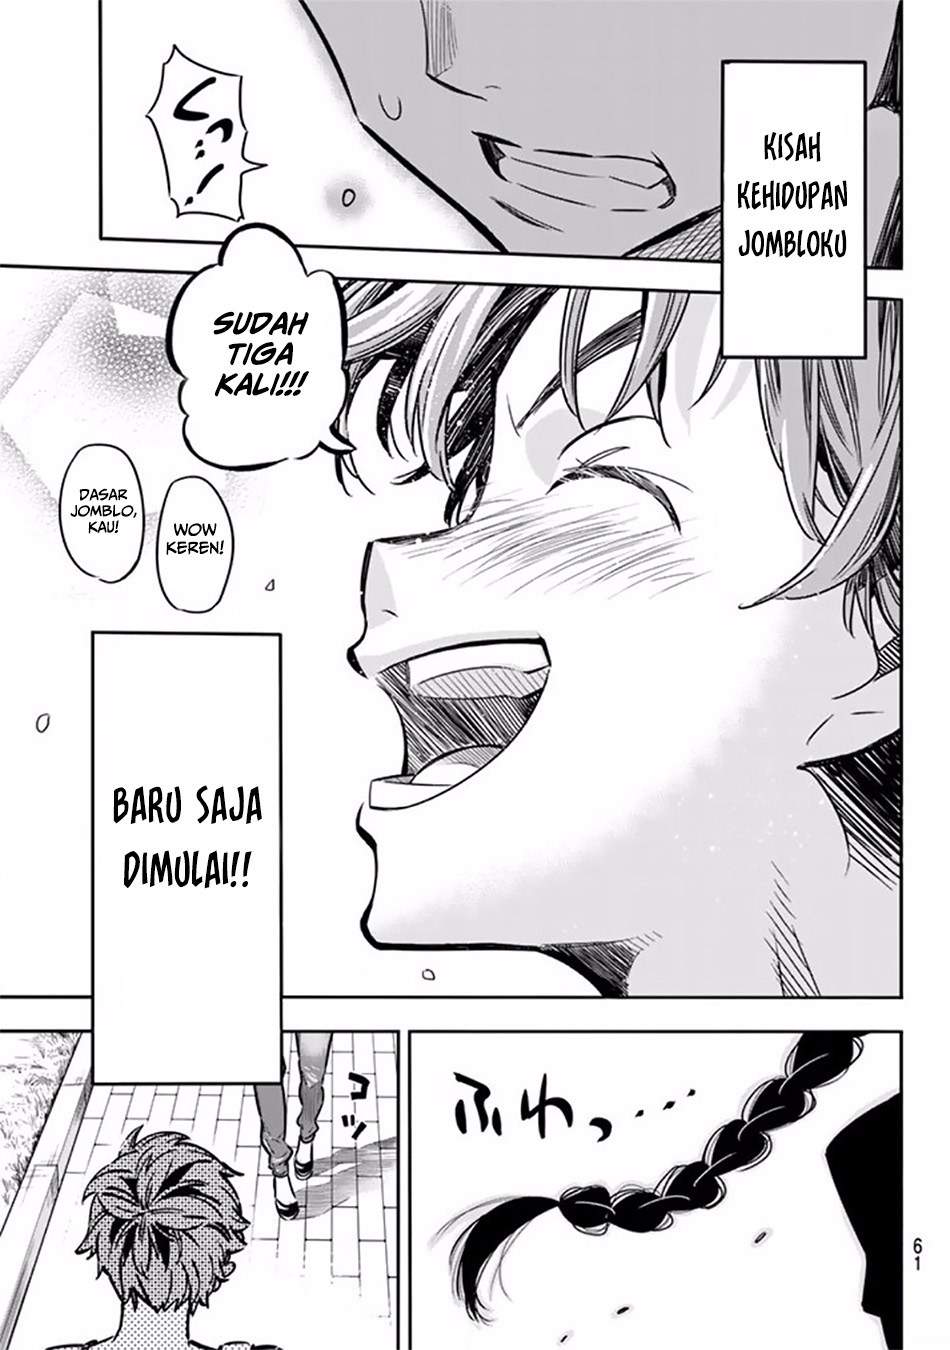 KISAH
KEHIDUPAN
JOMBLOKU
くっっ
SUDAH
TIGA
KALI!!!
WOW
KEREN!
DASAR
JOMBLO,
KAU!
BARU SAJA
DIMULAI!!
ふわっ…
コツ
61